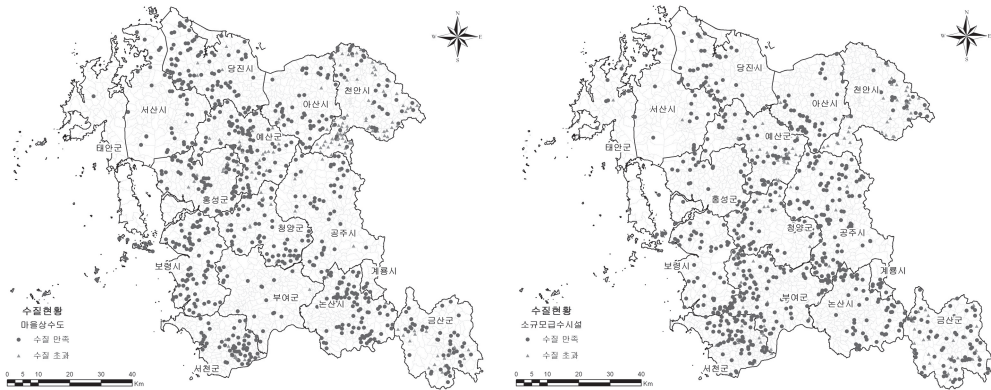 N
W E
S
당진시
천안시
아산시
서산시
예산군
태안군
홍성군
청양군
공주시
보령시
계룡시
부여군
논산시
금산군
서천군
수질현황
마을상수도
수질 만족
수질 초과
0 5 10 20 30 40
Km
N
W E
S
당진시
천안시
아산시
서산시
예산군
태안군
홍성군
청양군
공주시
보령시
계룡시
부여군
논산시
금산군
서천군
수질현황
소규모급수시설
수질 만족
수질 초과
0 5 10 20 30 40
Km